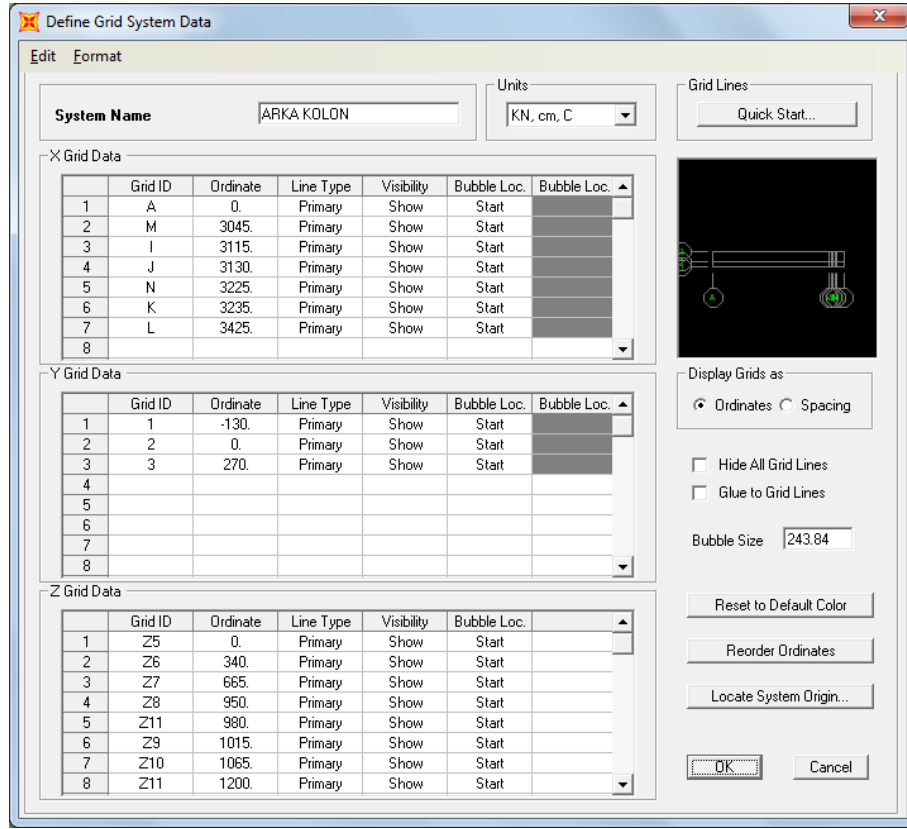 Define Grid System Data
Edit Format
System Name ARKA KOLON
Units
KN, cm, C
Grid Lines
Quick Start...
X Grid Data
Grid ID Ordinate Line Type Visibility Bubble Loc. Bubble Loc.
1 A 0. Primary Show Start
2 M 3045. Primary Show Start
3 I 3115. Primary Show Start
4 J 3130. Primary Show Start
5 N 3225. Primary Show Start
6 K 3235. Primary Show Start
7 L 3425. Primary Show Start
8
A
Y Grid Data
Grid ID Ordinate Line Type Visibility Bubble Loc. Bubble Loc.
1 1 -130. Primary Show Start
2 2 0. Primary Show Start
3 3 270. Primary Show Start
4
5
6
7
8
Display Grids as
Ordinates Spacing
Hide All Grid Lines
Glue to Grid Lines
Bubble Size 243.84
Z Grid Data
Grid ID Ordinate Line Type Visibility Bubble Loc.
1 Z5 0. Primary Show Start
2 Z6 340. Primary Show Start
3 Z7 665. Primary Show Start
4 Z8 950. Primary Show Start
5 Z11 980. Primary Show Start
6 Z9 1015. Primary Show Start
7 Z10 1065. Primary Show Start
8 Z11 1200. Primary Show Start
Reset to Default Color
Reorder Ordinates
Locate System Origin...
OK Cancel